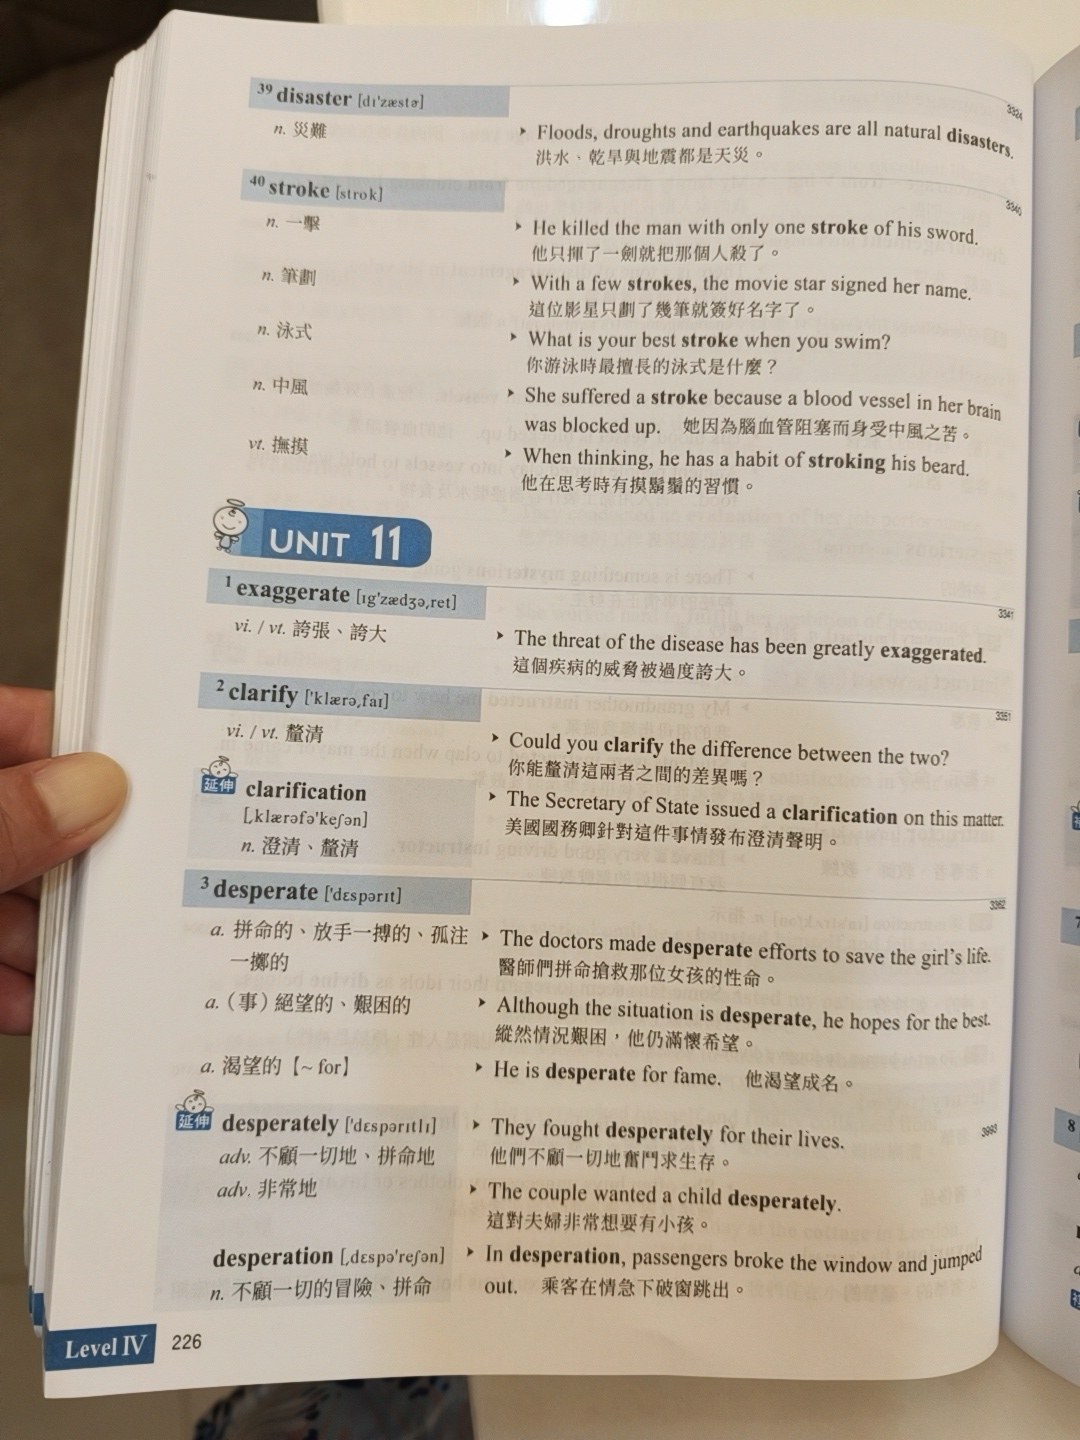 39 disaster [dɪˈzæstɚ]
3324
n. 災難
‣ Floods, droughts and earthquakes are all natural disasters.
洪水、乾旱與地震都是天災。
40 stroke [strok]
3340
n. 一擊
‣ He killed the man with only one stroke of his sword.
他只揮了一劍就把那個人殺了。
n. 筆劃
‣ With a few strokes, the movie star signed her name.
這位影星只劃了幾筆就簽好名字了。
n. 泳式
‣ What is your best stroke when you swim?
你游泳時最擅長的泳式是什麼？
n. 中風
‣ She suffered a stroke because a blood vessel in her brain
was blocked up. 她因為腦血管阻塞而身受中風之苦。
vt. 撫摸
‣ When thinking, he has a habit of stroking his beard.
他在思考時有摸鬍鬚的習慣。
UNIT 11
1 exaggerate [ɪgˈzædʒəˌret]
3341
vi. / vt. 誇張、誇大
‣ The threat of the disease has been greatly exaggerated.
這個疾病的威脅被過度誇大。
2 clarify [ˈklærəˌfaɪ]
3351
vi. / vt. 釐清
‣ Could you clarify the difference between the two?
你能釐清這兩者之間的差異嗎？
延伸 clarification
[ˌklærəfəˈkeʃən]
n. 澄清、釐清
‣ The Secretary of State issued a clarification on this matter.
美國國務卿針對這件事情發布澄清聲明。
3 desperate [ˈdɛspərɪt]
3362
a. 拼命的、放手一搏的、孤注
一擲的
‣ The doctors made desperate efforts to save the girl's life.
醫師們拼命搶救那位女孩的性命。
a.（事）絕望的、艱困的
‣ Although the situation is desperate, he hopes for the best.
縱然情況艱困，他仍滿懷希望。
a. 渴望的【~ for】
‣ He is desperate for fame. 他渴望成名。
延伸 desperately [ˈdɛspərɪtlɪ]
adv. 不顧一切地、拼命地
‣ They fought desperately for their lives.
他們不顧一切地奮鬥求生存。
adv. 非常地
‣ The couple wanted a child desperately.
這對夫婦非常想要有小孩。
desperation [ˌdɛspəˈreʃən]
n. 不顧一切的冒險、拼命
‣ In desperation, passengers broke the window and jumped
out. 乘客在情急下破窗跳出。
Level IV 226